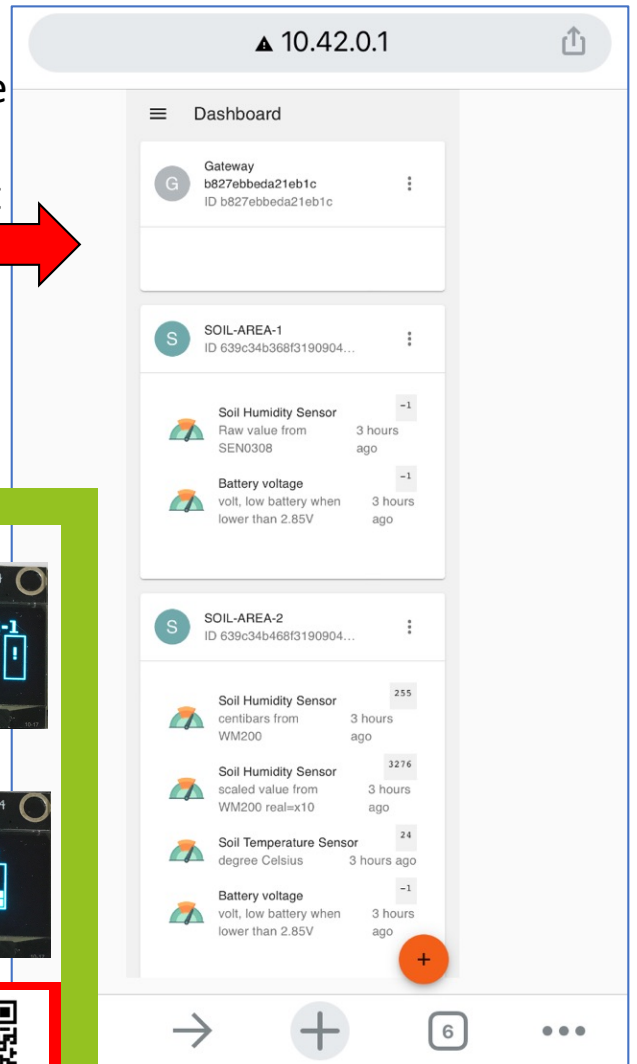 10.42.0.1
e
Dashboard
G
Gateway
b827ebbeda21eb1c
ID b827ebbeda21eb1c
S
SOIL-AREA-1
ID 639c34b368f3190904...
Soil Humidity Sensor
-1
Raw value from
3 hours
SEN0308
ago
Battery voltage
-1
volt, low battery when
3 hours
lower than 2.85V
ago
S
SOIL-AREA-2
ID 639c34b468f3190904...
Soil Humidity Sensor
255
centibars from
3 hours
WM200
ago
Soil Humidity Sensor
3276
scaled value from
3 hours
WM200 real=x10
ago
Soil Temperature Sensor
24
degree Celsius
3 hours ago
Battery voltage
-1
volt, low battery when
3 hours
lower than 2.85V
ago
-1
!
4
6